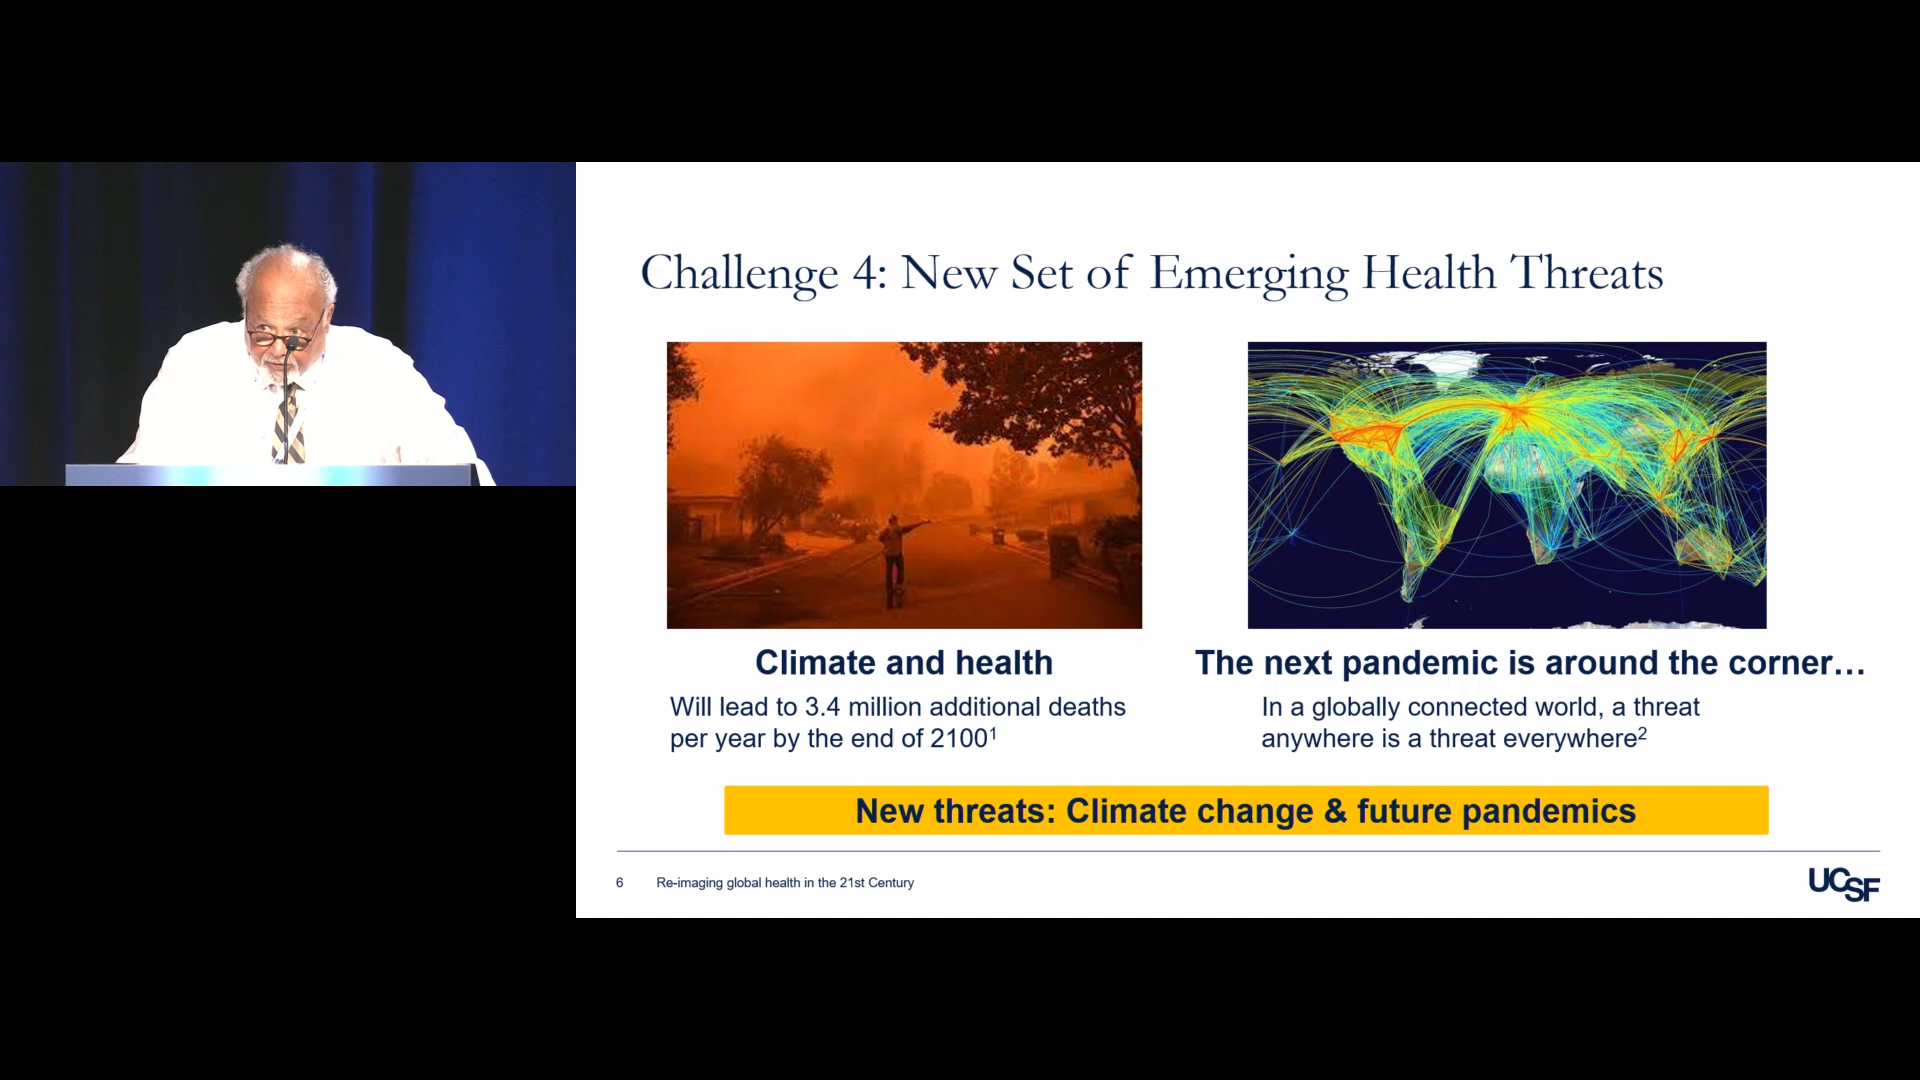 Challenge 4: New Set of Emerging Health Threats
Climate and health
Will lead to 3.4 million additional deaths
per year by the end of 2100¹
The next pandemic is around the corner…
In a globally connected world, a threat
anywhere is a threat everywhere²
New threats: Climate change & future pandemics
6 Re-imaging global health in the 21st Century
UCSF